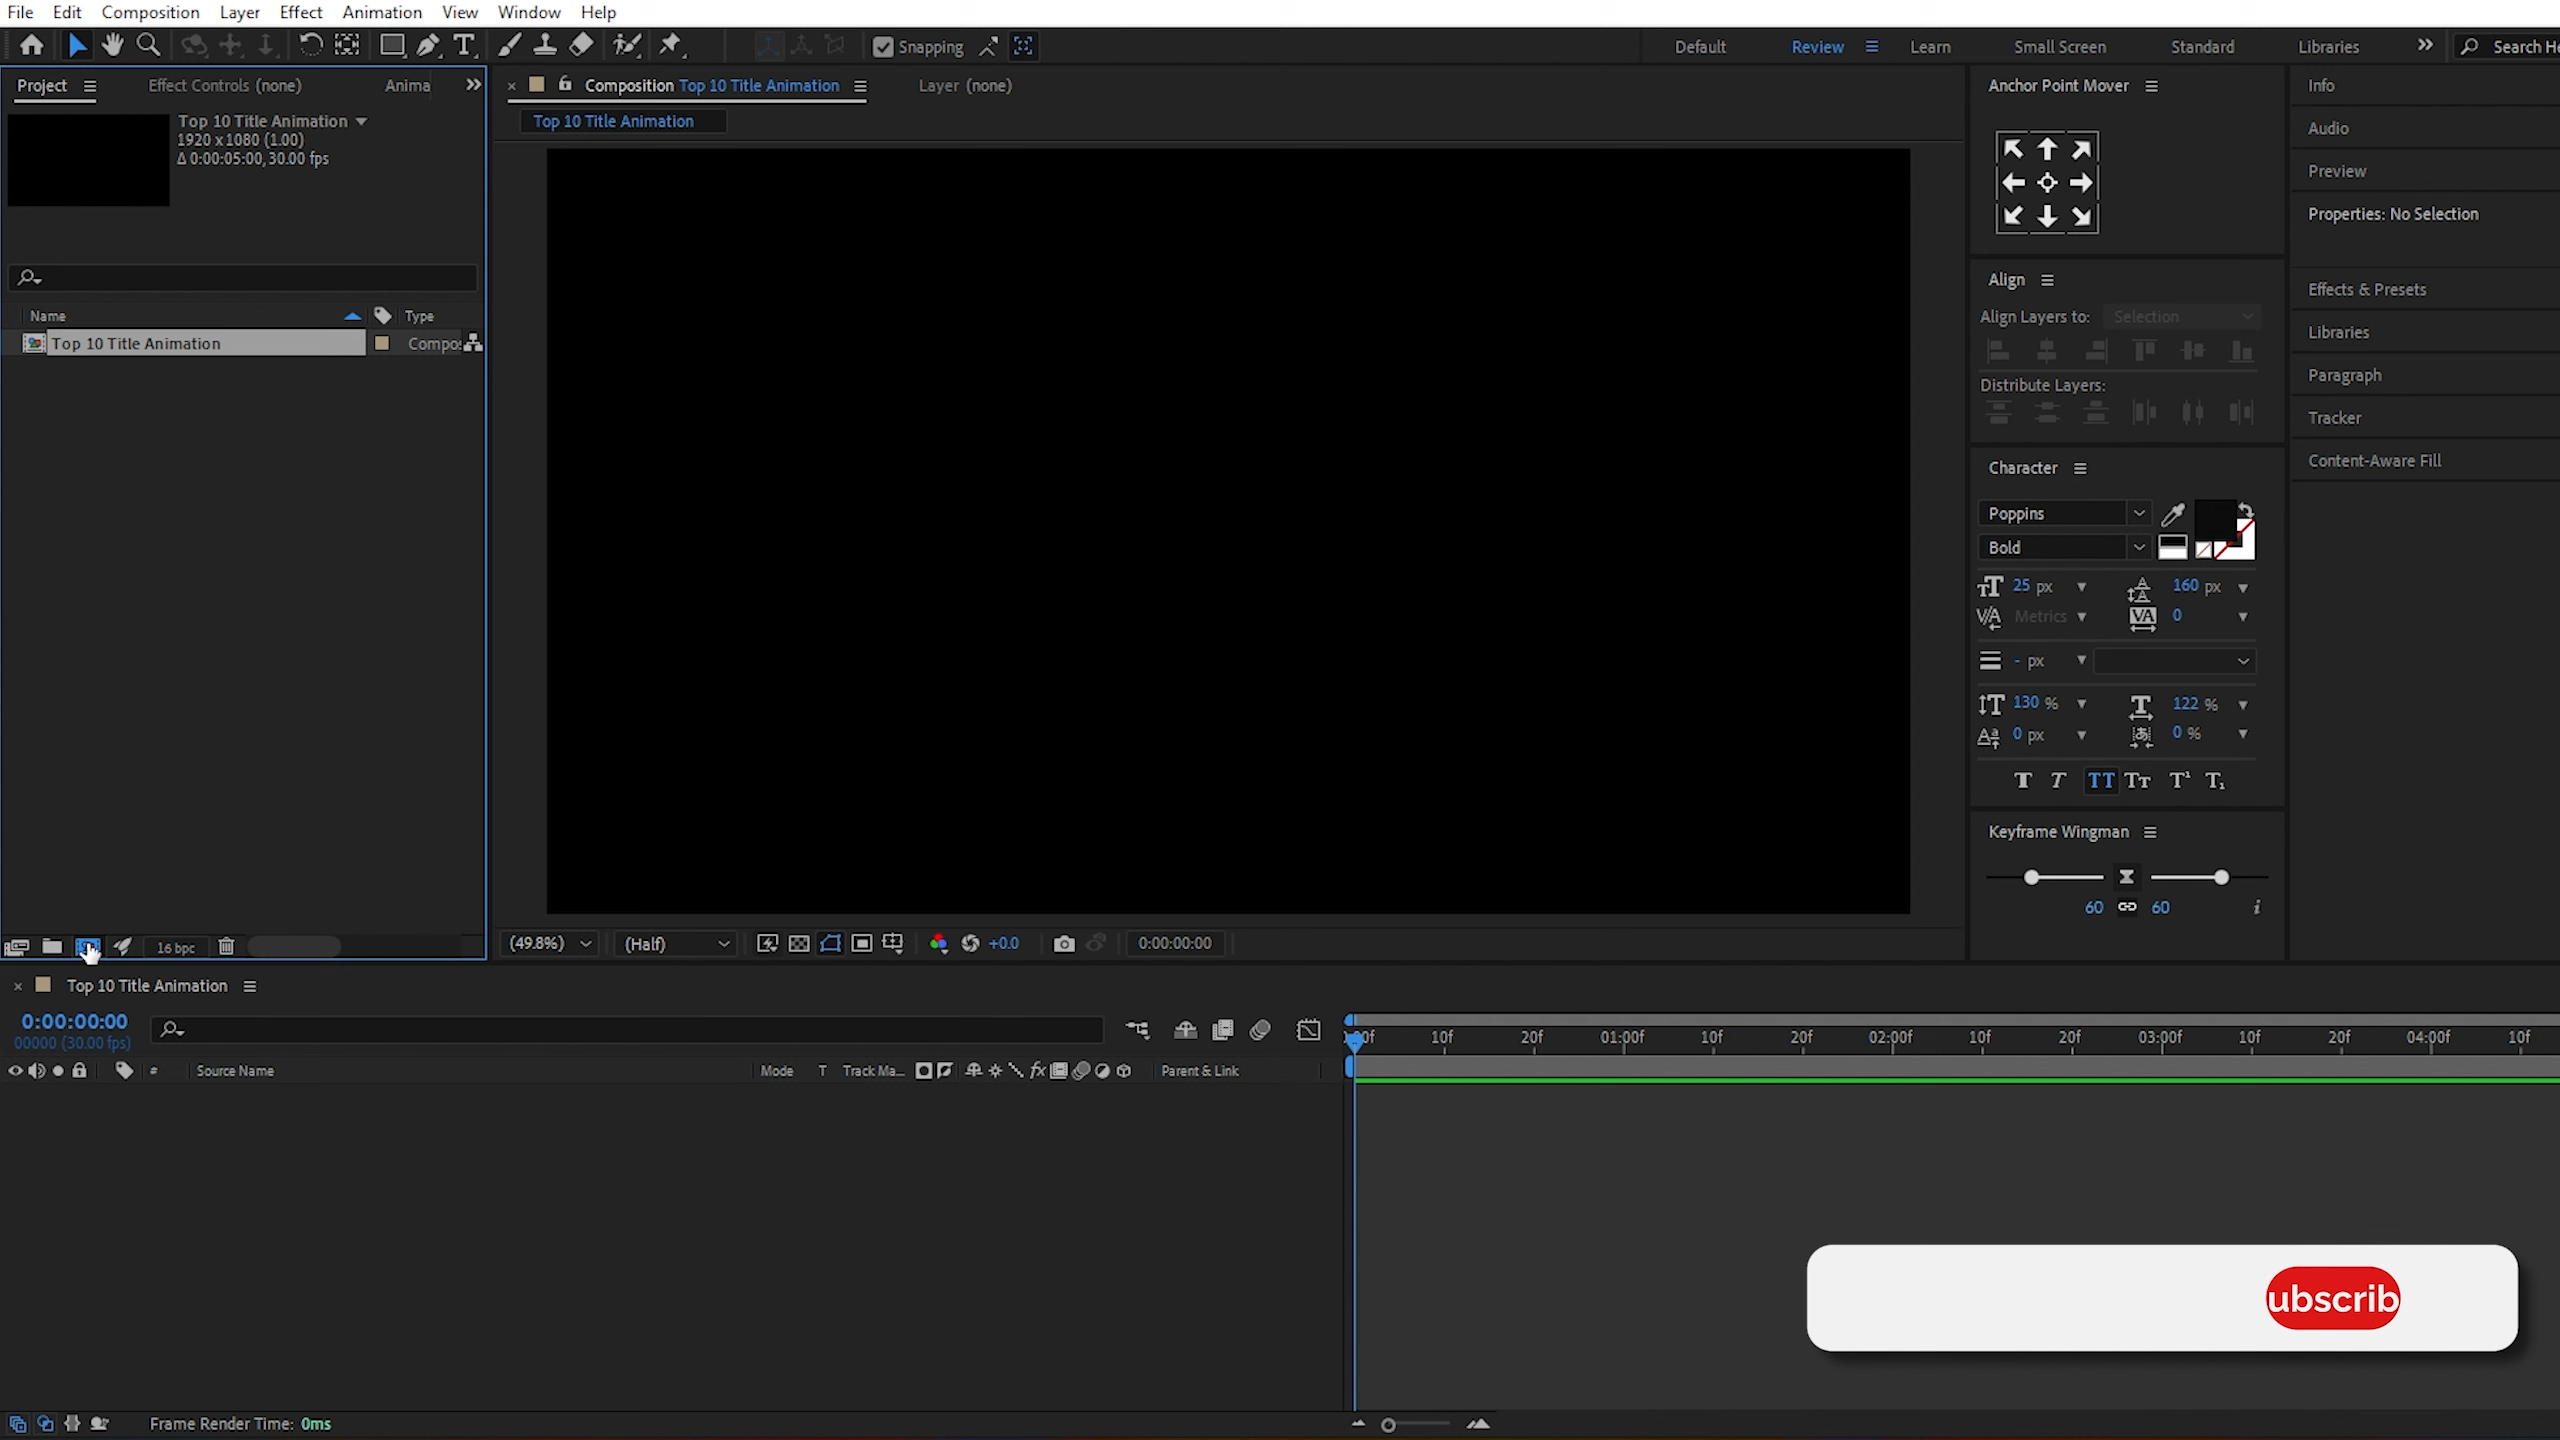 File Edit Composition Layer Effect Animation View Window Help
Snapping Default Review Learn Small Screen Standard Libraries Search He
Project Effect Controls (none) Anima
Top 10 Title Animation
1920 x 1080 (1.00)
Δ 0:00:05:00, 30.00 fps
Name Type
Top 10 Title Animation Compo
16 bpc
Composition Top 10 Title Animation Layer (none)
Top 10 Title Animation
(49.8%) (Half) +0.0 0:00:00:00
Anchor Point Mover
Align
Align Layers to: Selection
Distribute Layers:
Character
Poppins
Bold
25 px 160 px
Metrics 0
- px
130 % 122 %
0 px 0 %
T T TT Tт T¹ T₁
Keyframe Wingman
60 60 i
Info
Audio
Preview
Properties: No Selection
Effects & Presets
Libraries
Paragraph
Tracker
Content-Aware Fill
Top 10 Title Animation
0:00:00:00
00000 (30.00 fps)
10f 20f 01:00f 10f 20f 02:00f 10f 20f 03:00f 10f 20f 04:00f 10f
# Source Name Mode T Track Ma... fx Parent & Link
ubscrib
Frame Render Time: 0ms